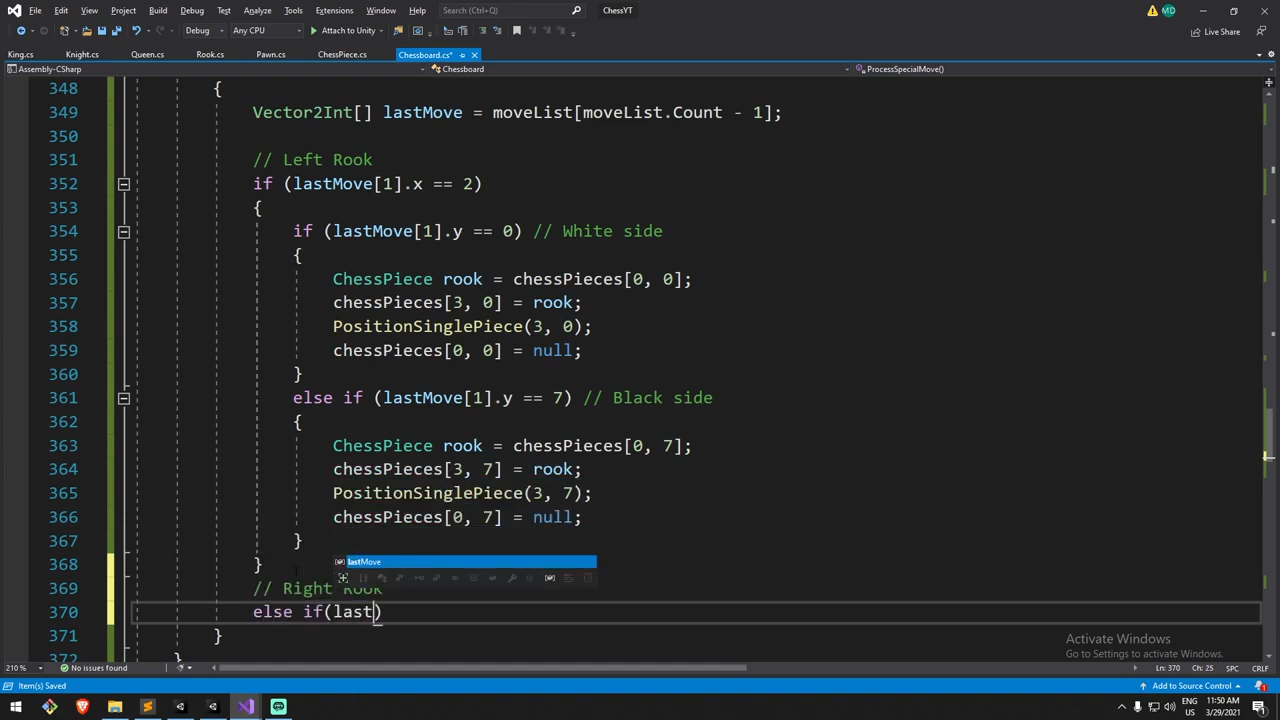 File Edit View Project Build Debug Test Analyze Tools Extensions Window Help Search (Ctrl+Q) ChessYT MD
Debug Any CPU Attach to Unity Live Share
King.cs Knight.cs Queen.cs Rook.cs Pawn.cs ChessPiece.cs Chessboard.cs*
Assembly-CSharp Chessboard ProcessSpecialMove()
348 {
349 Vector2Int[] lastMove = moveList[moveList.Count - 1];
350
351 // Left Rook
352 if (lastMove[1].x == 2)
353 {
354 if (lastMove[1].y == 0) // White side
355 {
356 ChessPiece rook = chessPieces[0, 0];
357 chessPieces[3, 0] = rook;
358 PositionSinglePiece(3, 0);
359 chessPieces[0, 0] = null;
360 }
361 else if (lastMove[1].y == 7) // Black side
362 {
363 ChessPiece rook = chessPieces[0, 7];
364 chessPieces[3, 7] = rook;
365 PositionSinglePiece(3, 7);
366 chessPieces[0, 7] = null;
367 }
lastMove
368 }
369 // Right Rook
370 else if(last)
371 }
372 }
Activate Windows
Go to Settings to activate Windows.
210 % No issues found Ln: 370 Ch: 25 SPC CRLF
Item(s) Saved Add to Source Control 1
ENG 11:50 AM
US 3/29/2021 1